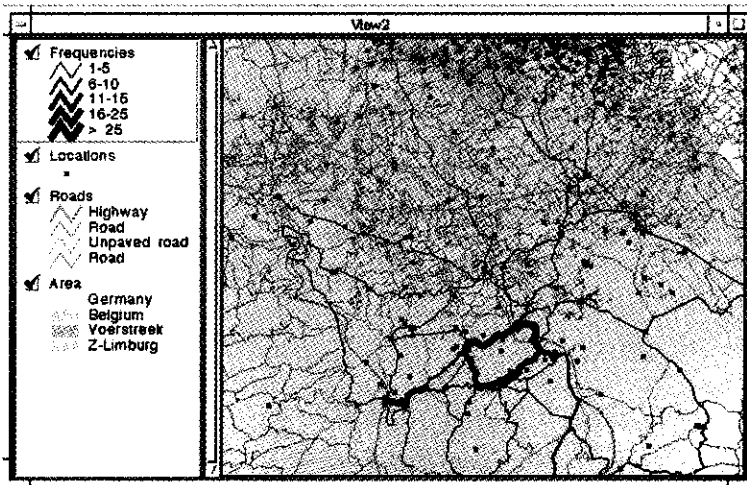 View2
Frequencies
1-5
6-10
11-15
16-25
> 25
Locations
Roads
Highway
Road
Unpaved road
Road
Area
Germany
Belgium
Voerstreek
Z-Limburg